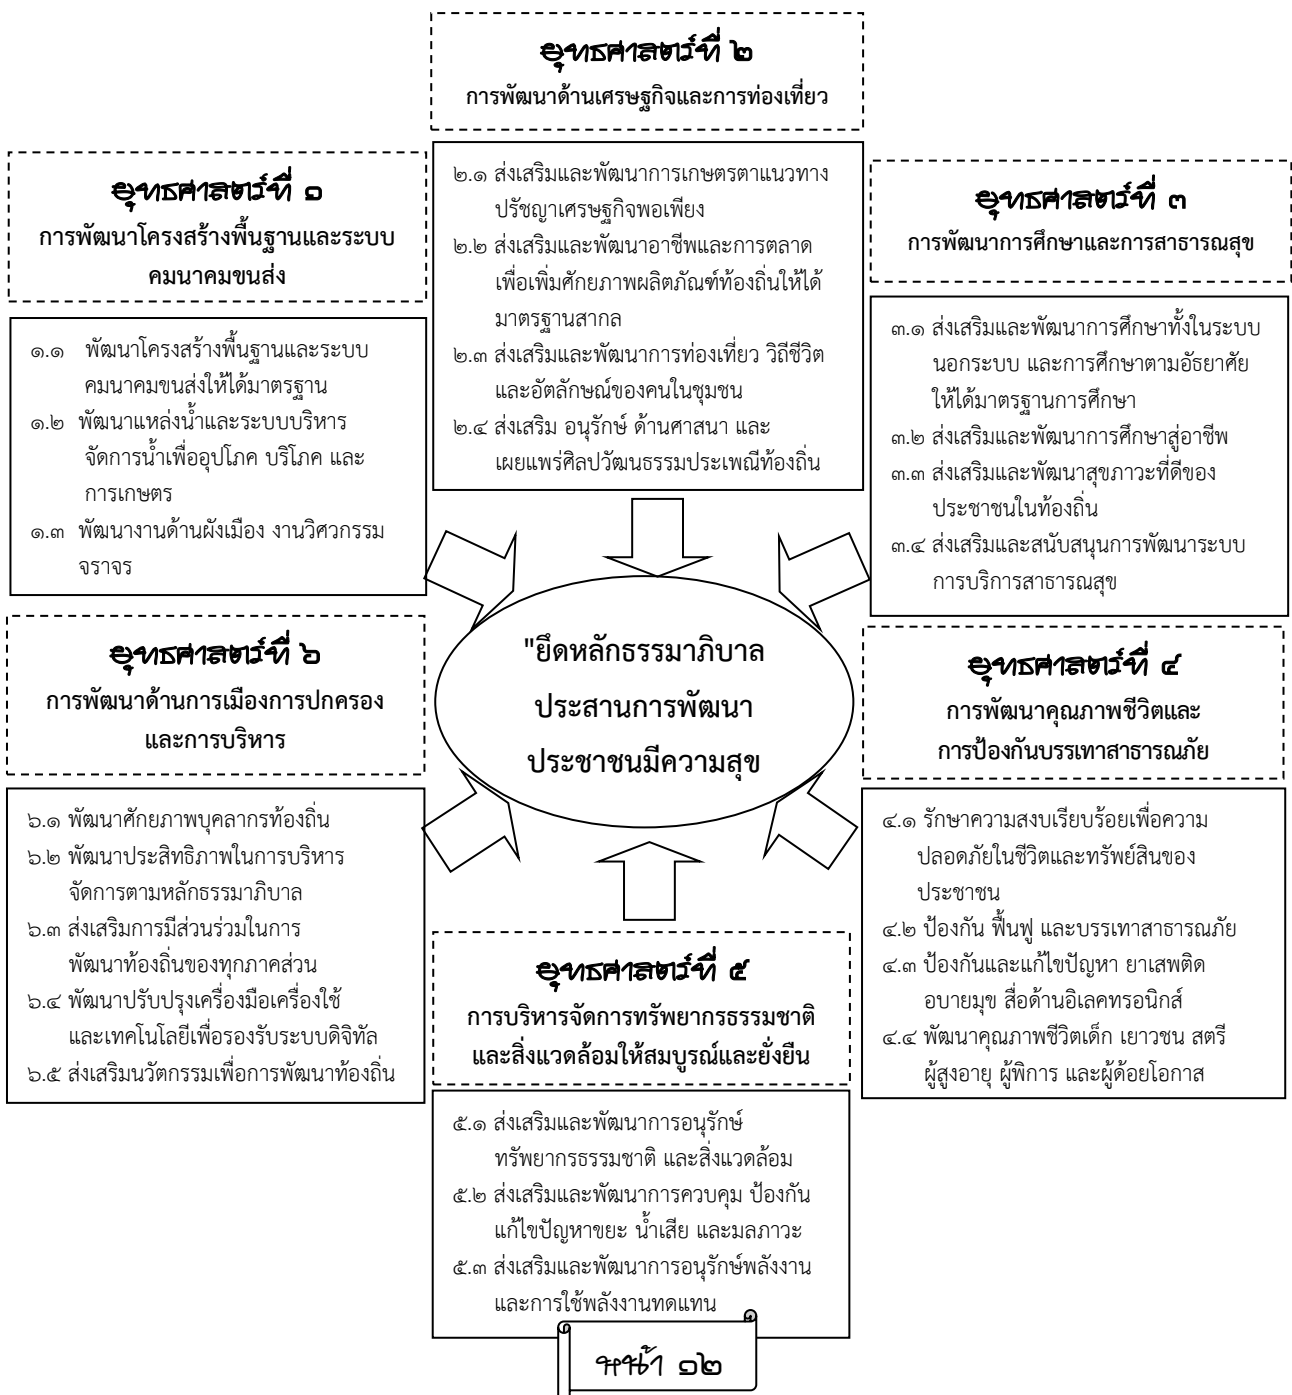 ยุทธศาสตร์ที่ ๒
การพัฒนาด้านเศรษฐกิจและการท่องเที่ยว
๒.๑ ส่งเสริมและพัฒนาการเกษตรตาแนวทาง
ปรัชญาเศรษฐกิจพอเพียง
๒.๒ ส่งเสริมและพัฒนาอาชีพและการตลาด
เพื่อเพิ่มศักยภาพผลิตภัณฑ์ท้องถิ่นให้ได้
มาตรฐานสากล
๒.๓ ส่งเสริมและพัฒนาการท่องเที่ยว วิถีชีวิต
และอัตลักษณ์ของคนในชุมชน
๒.๔ ส่งเสริม อนุรักษ์ ด้านศาสนา และ
เผยแพร่ศิลปวัฒนธรรมประเพณีท้องถิ่น
ยุทธศาสตร์ที่ ๑
การพัฒนาโครงสร้างพื้นฐานและระบบ
คมนาคมขนส่ง
๑.๑ พัฒนาโครงสร้างพื้นฐานและระบบ
คมนาคมขนส่งให้ได้มาตรฐาน
๑.๒ พัฒนาแหล่งน้ำและระบบบริหาร
จัดการน้ำเพื่ออุปโภค บริโภค และ
การเกษตร
๑.๓ พัฒนางานด้านผังเมือง งานวิศวกรรม
จราจร
ยุทธศาสตร์ที่ ๓
การพัฒนาการศึกษาและการสาธารณสุข
๓.๑ ส่งเสริมและพัฒนาการศึกษาทั้งในระบบ
นอกระบบ และการศึกษาตามอัธยาศัย
ให้ได้มาตรฐานการศึกษา
๓.๒ ส่งเสริมและพัฒนาการศึกษาสู่อาชีพ
๓.๓ ส่งเสริมและพัฒนาสุขภาวะที่ดีของ
ประชาชนในท้องถิ่น
๓.๔ ส่งเสริมและสนับสนุนการพัฒนาระบบ
การบริการสาธารณสุข
"ยึดหลักธรรมาภิบาล
ประสานการพัฒนา
ประชาชนมีความสุข
ยุทธศาสตร์ที่ ๖
การพัฒนาด้านการเมืองการปกครอง
และการบริหาร
๖.๑ พัฒนาศักยภาพบุคลากรท้องถิ่น
๖.๒ พัฒนาประสิทธิภาพในการบริหาร
จัดการตามหลักธรรมาภิบาล
๖.๓ ส่งเสริมการมีส่วนร่วมในการ
พัฒนาท้องถิ่นของทุกภาคส่วน
๖.๔ พัฒนาปรับปรุงเครื่องมือเครื่องใช้
และเทคโนโลยีเพื่อรองรับระบบดิจิทัล
๖.๕ ส่งเสริมนวัตกรรมเพื่อการพัฒนาท้องถิ่น
ยุทธศาสตร์ที่ ๔
การพัฒนาคุณภาพชีวิตและ
การป้องกันบรรเทาสาธารณภัย
๔.๑ รักษาความสงบเรียบร้อยเพื่อความ
ปลอดภัยในชีวิตและทรัพย์สินของ
ประชาชน
๔.๒ ป้องกัน ฟื้นฟู และบรรเทาสาธารณภัย
๔.๓ ป้องกันและแก้ไขปัญหา ยาเสพติด
อบายมุข สื่อด้านอิเลคทรอนิกส์
๔.๔ พัฒนาคุณภาพชีวิตเด็ก เยาวชน สตรี
ผู้สูงอายุ ผู้พิการ และผู้ด้อยโอกาส
ยุทธศาสตร์ที่ ๕
การบริหารจัดการทรัพยากรธรรมชาติ
และสิ่งแวดล้อมให้สมบูรณ์และยั่งยืน
๕.๑ ส่งเสริมและพัฒนาการอนุรักษ์
ทรัพยากรธรรมชาติ และสิ่งแวดล้อม
๕.๒ ส่งเสริมและพัฒนาการควบคุม ป้องกัน
แก้ไขปัญหาขยะ น้ำเสีย และมลภาวะ
๕.๓ ส่งเสริมและพัฒนาการอนุรักษ์พลังงาน
และการใช้พลังงานทดแทน
หน้า ๑๒